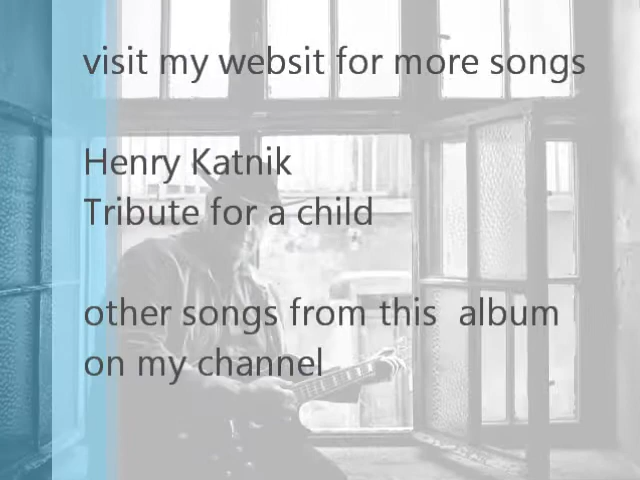 visit my websit for more songs
Henry Katnik
Tribute for a child
other songs from this album
on my channel